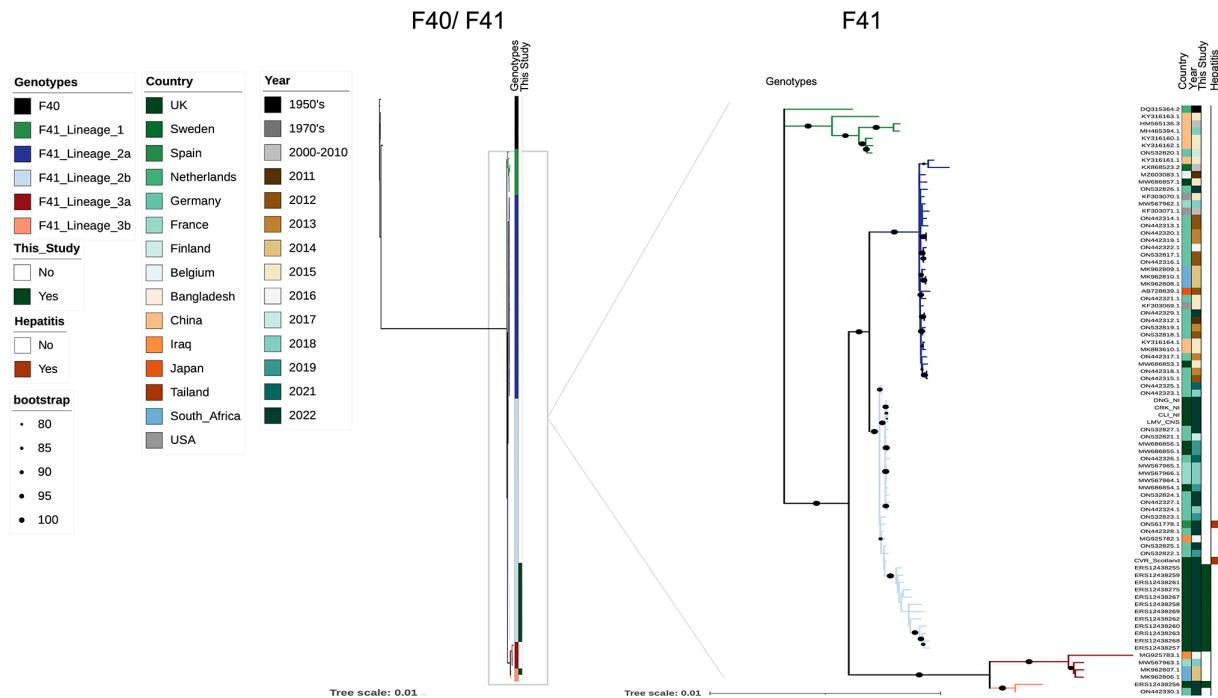 F40/ F41
F41
Genotypes
F40
F41_Lineage_1
F41_Lineage_2a
F41_Lineage_2b
F41_Lineage_3a
F41_Lineage_3b
This_Study
No
Yes
Hepatitis
No
Yes
bootstrap
80
85
90
95
100
Country
UK
Sweden
Spain
Netherlands
Germany
France
Finland
Belgium
Bangladesh
China
Iraq
Japan
Tailand
South_Africa
USA
Year
1950's
1970's
2000-2010
2011
2012
2013
2014
2015
2016
2017
2018
2019
2021
2022
Genotypes
This Study
Tree scale: 0.01
Genotypes
Country
Year
This Study
Hepatitis
DQ315364.2
KY316163.1
HM565136.3
MH465394.1
KY316160.1
KY316162.1
ON532820.1
KY316161.1
KX868523.2
MZ603083.1
MW686857.1
ON532826.1
KF303070.1
MW567962.1
KF303071.1
ON442314.1
ON442313.1
ON442320.1
ON442319.1
ON442322.1
ON532817.1
ON442316.1
MK962809.1
MK962810.1
MK962808.1
AB728839.1
ON442321.1
KF303069.1
ON442329.1
ON442312.1
ON532819.1
ON532818.1
KY316164.1
MK883610.1
ON442317.1
MW686853.1
ON442318.1
ON442315.1
ON442325.1
ON442323.1
DNG_NI
CRK_NI
CLI_NI
LMV_CNS
ON532827.1
ON532821.1
MW686856.1
MW686855.1
ON442326.1
MW567965.1
MW567966.1
MW567964.1
MW686854.1
ON532824.1
ON442327.1
ON442324.1
ON532823.1
ON561778.1
ON442328.1
MG925782.1
ON532825.1
ON532822.1
CVR_Scotland
ERS12438255
ERS12438259
ERS12438261
ERS12438275
ERS12438267
ERS12438258
ERS12438269
ERS12438262
ERS12438260
ERS12438263
ERS12438268
ERS12438257
MG925783.1
MW567963.1
MK962807.1
MK962806.1
ERS12438256
ON442330.1
Tree scale: 0.01